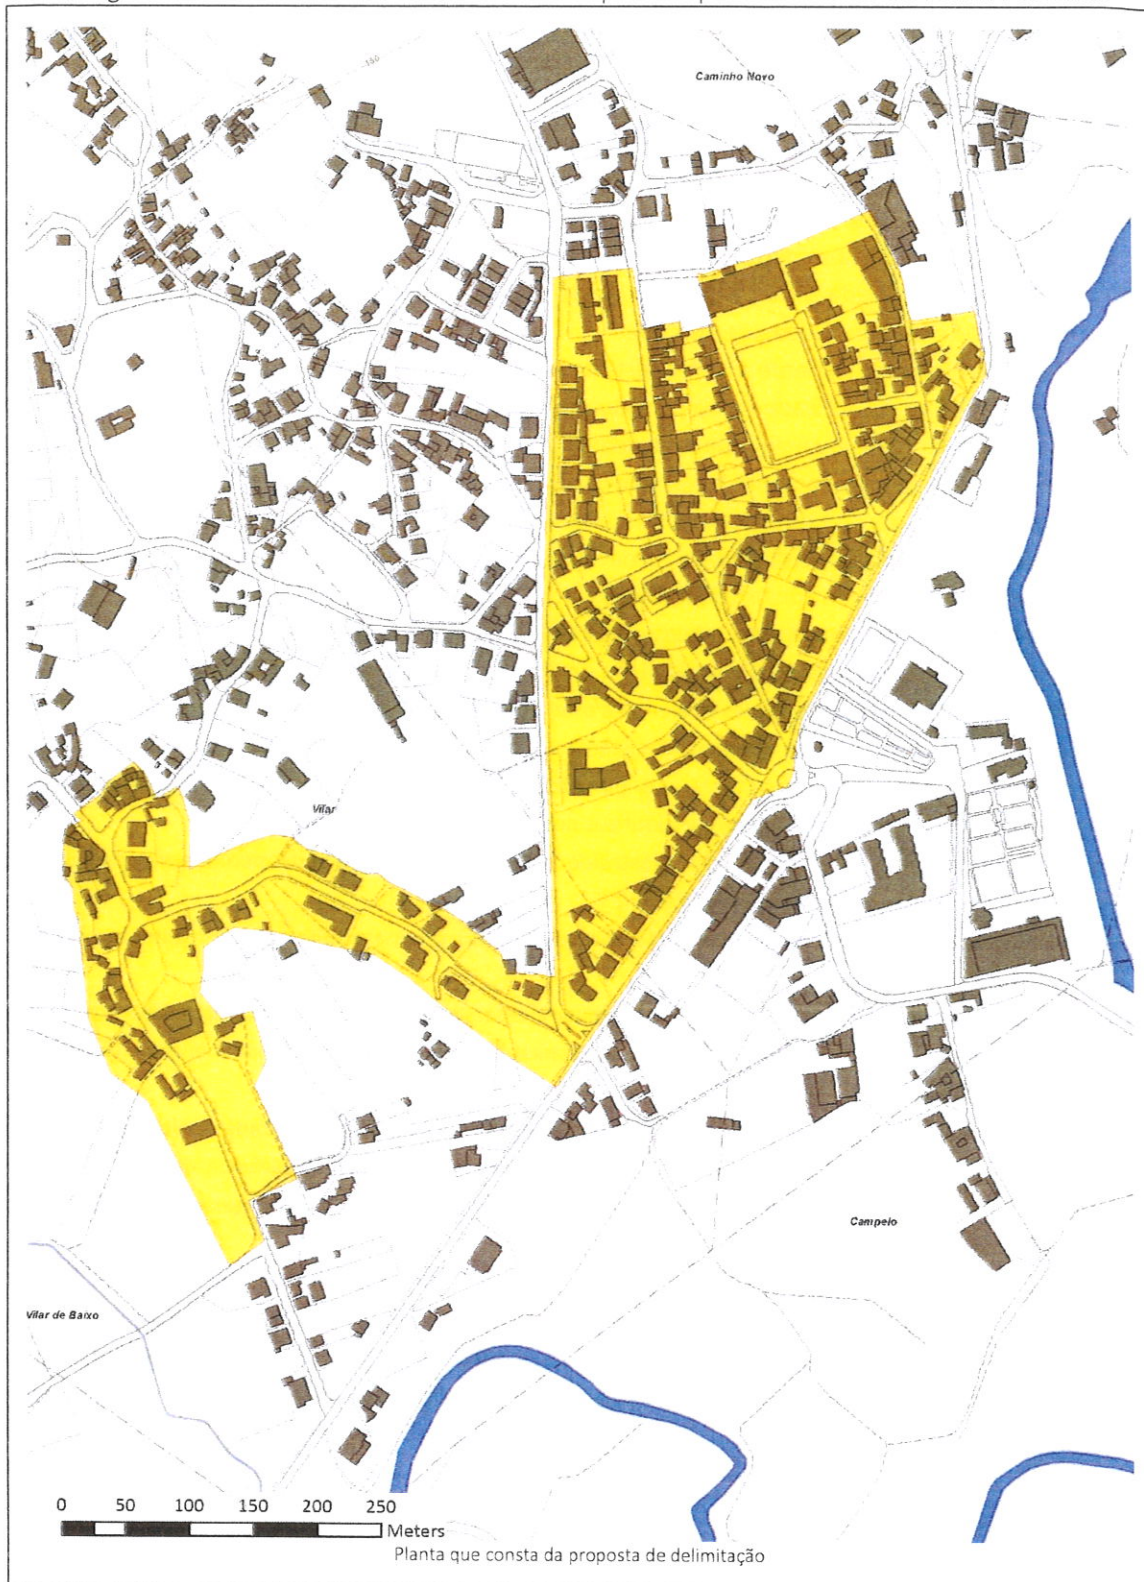 150
Caminho Novo
Vilar
Campelo
Vilar de Baixo
0 50 100 150 200 250
Meters
Planta que consta da proposta de delimitação